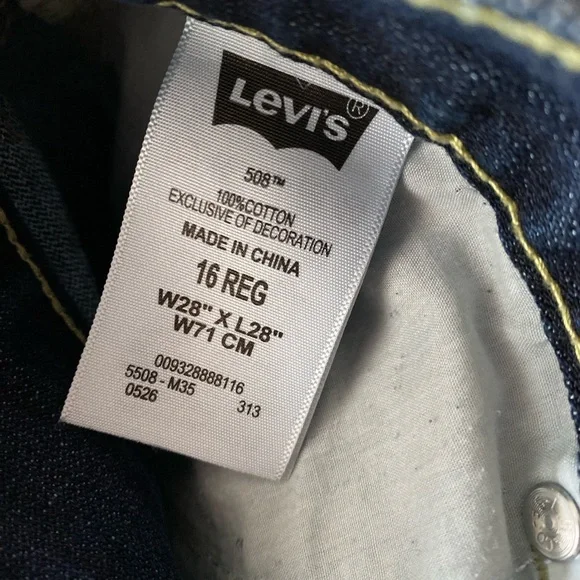 LEVI'S®
508™
100%COTTON
EXCLUSIVE OF DECORATION
MADE IN CHINA
16 REG
W28" X L28"
W71 CM
009328888116
5508 - M35
0526 313